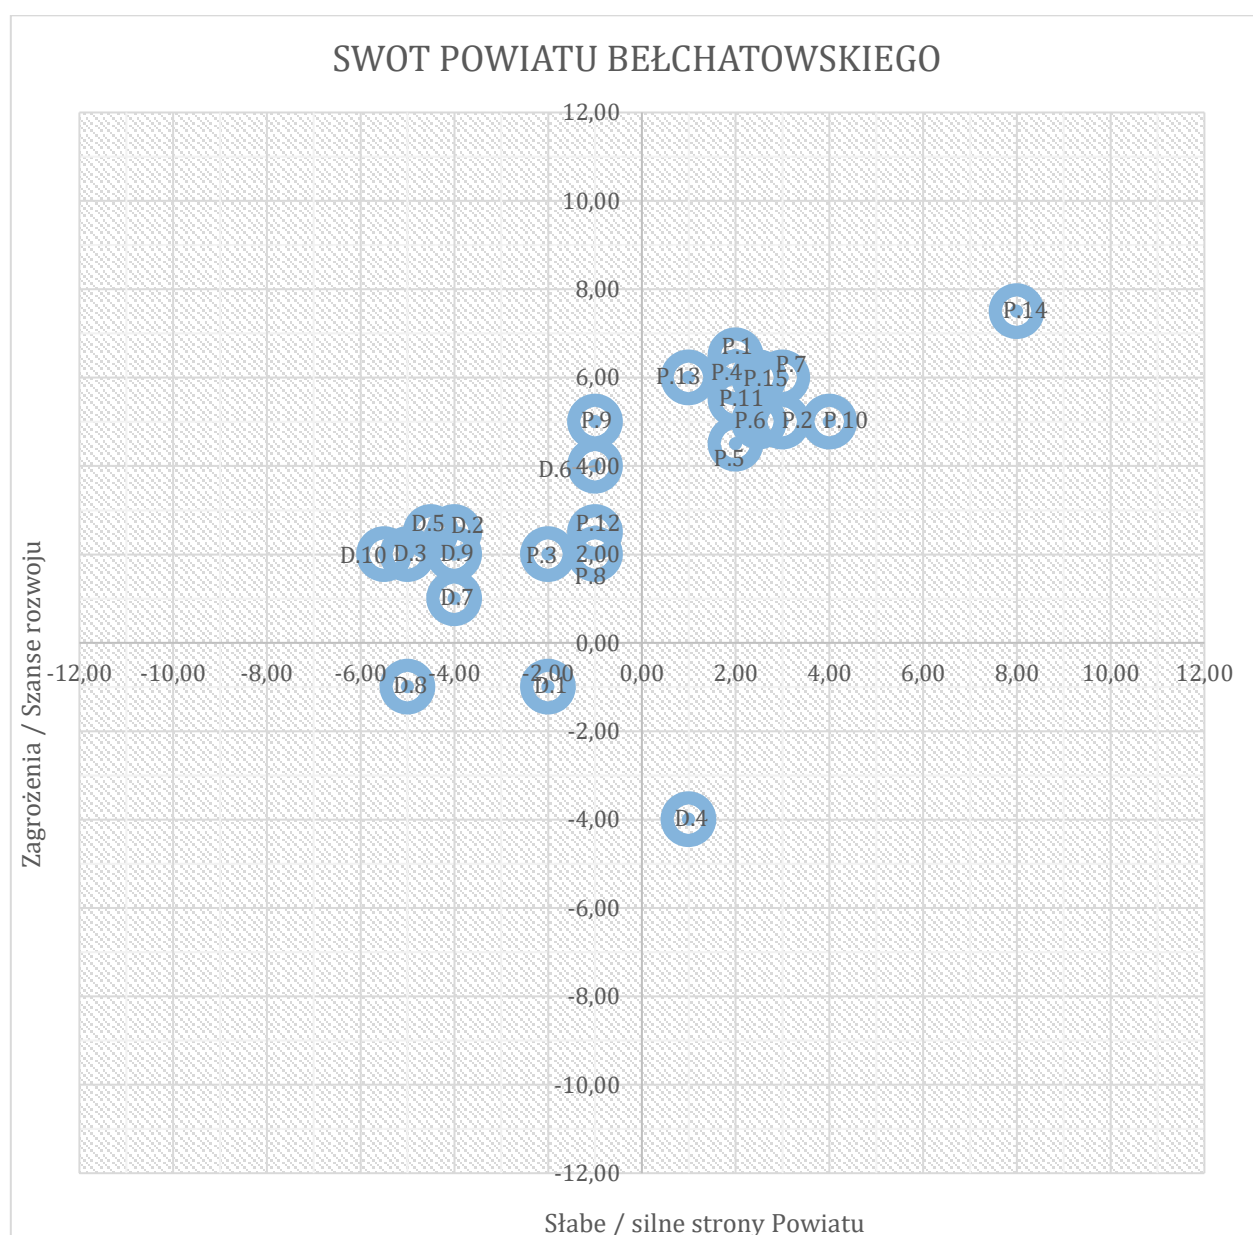 SWOT POWIATU BEŁCHATOWSKIEGO
12,00
10,00
8,00
P.14
P.1
P.7
P.13
6,00
P.4
P.15
P.11
P.9
P.6
P.2
P.10
P.5
D.6
4,00
D.5
D.2
P.12
D.10
D.3
D.9
P.3
2,00
P.8
D.7
0,00
-12,00 -10,00 -8,00 -6,00 -4,00 -2,00 0,00 2,00 4,00 6,00 8,00 10,00 12,00
D.8
D.1
-2,00
-4,00
D.4
-6,00
-8,00
-10,00
-12,00
Zagrożenia / Szanse rozwoju
Słabe / silne strony Powiatu